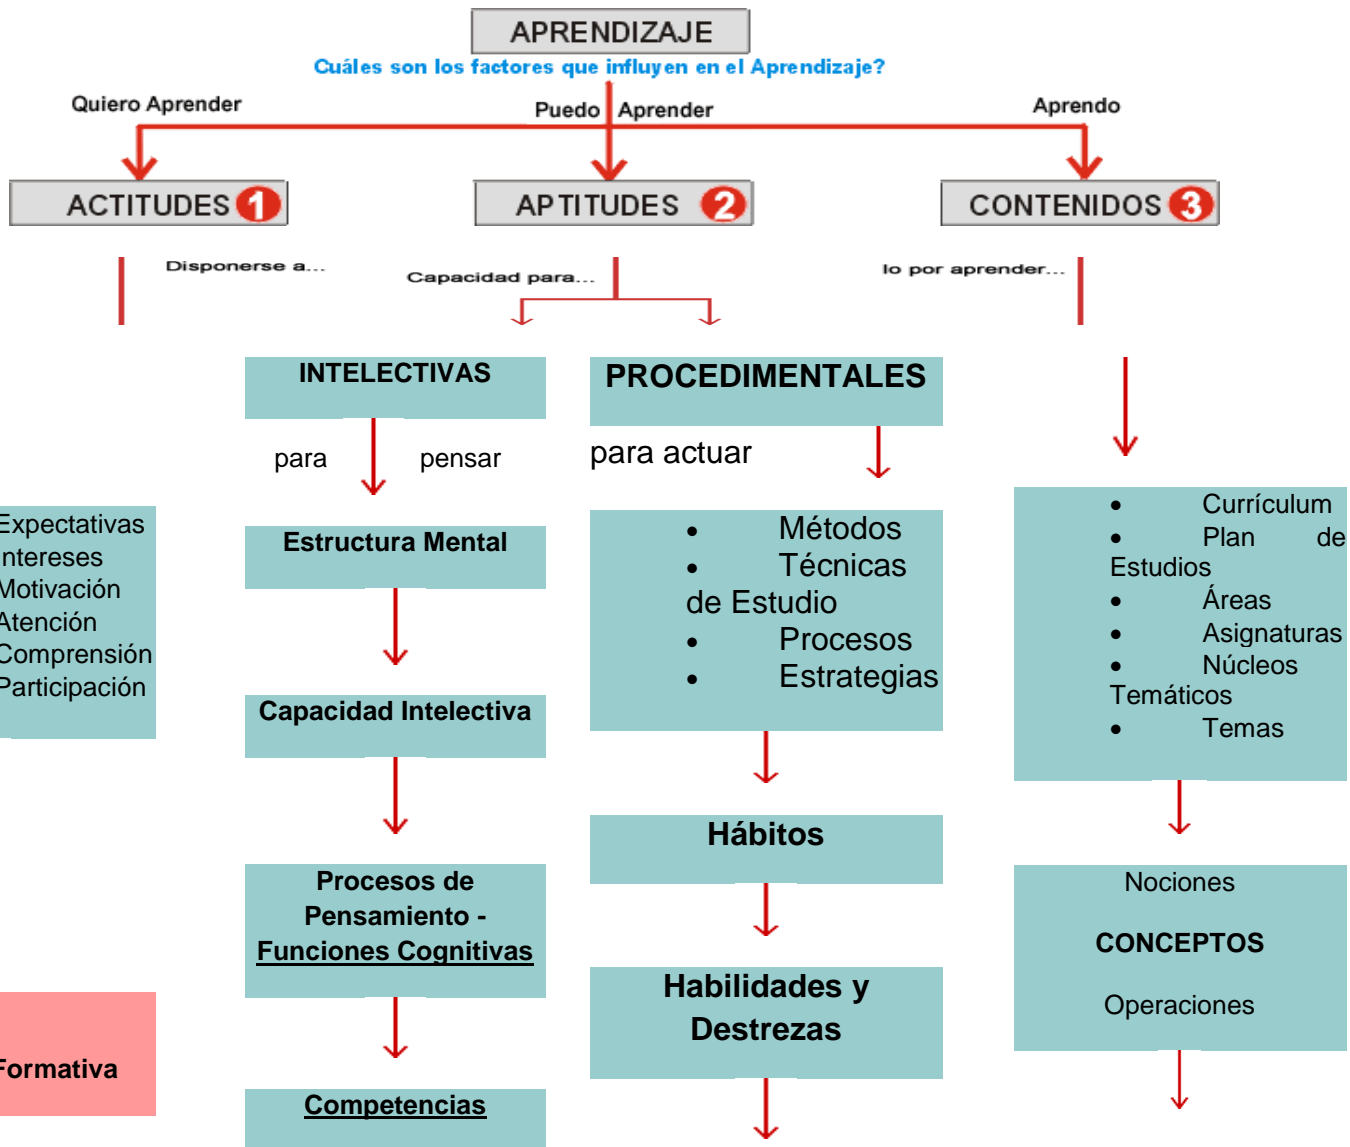 APRENDIZAJE
Cuáles son los factores que influyen en el Aprendizaje?
Quiero Aprender
Puedo Aprender
Aprendo
ACTITUDES 1
APTITUDES 2
CONTENIDOS 3
Disponerse a...
Capacidad para...
lo por aprender...
INTELECTIVAS
para pensar
Estructura Mental
Capacidad Intelectiva
Procesos de
Pensamiento -
Funciones Cognitivas
Competencias
PROCEDIMENTALES
para actuar
• Métodos
• Técnicas
de Estudio
• Procesos
• Estrategias
Hábitos
Habilidades y
Destrezas
• Currículum
• Plan de
Estudios
• Áreas
• Asignaturas
• Núcleos
Temáticos
• Temas
Nociones
CONCEPTOS
Operaciones
Expectativas
Intereses
Motivación
Atención
Comprensión
Participación
Formativa